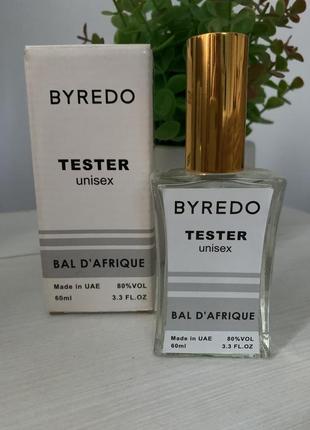 BYREDO
TESTER
unisex
BAL D'AFRIQUE
Made in UAE 80%VOL
60ml 3.3 FL.OZ
BYREDO
TESTER
unisex
BAL D'AFRIQUE
Made in UAE 80%VOL
60ml 3.3 FL.OZ